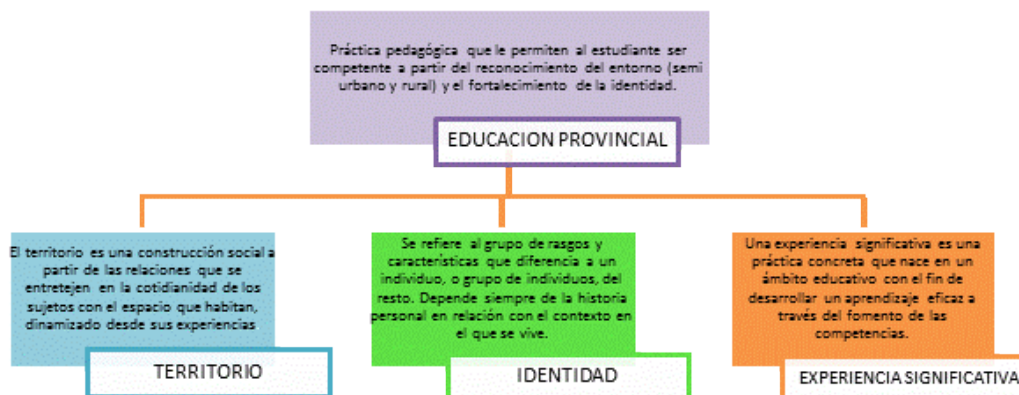 Práctica pedagógica que le permiten al estudiante ser
competente a partir del reconocimiento del entorno (semi
urbano y rural) y el fortalecimiento de la identidad.
EDUCACION PROVINCIAL
El territorio es una construcción social a
partir de las relaciones que se
entretejen en la cotidianidad de los
sujetos con el espacio que habitan,
dinamizado desde sus experiencias
TERRITORIO
Se refiere al grupo de rasgos y
características que diferencia a un
individuo, o grupo de individuos, del
resto. Depende siempre de la historia
personal en relación con el contexto en
el que se vive.
IDENTIDAD
Una experiencia significativa es una
práctica concreta que nace en un
ámbito educativo con el fin de
desarrollar un aprendizaje eficaz a
través del fomento de las
competencias.
EXPERIENCIA SIGNIFICATIVA